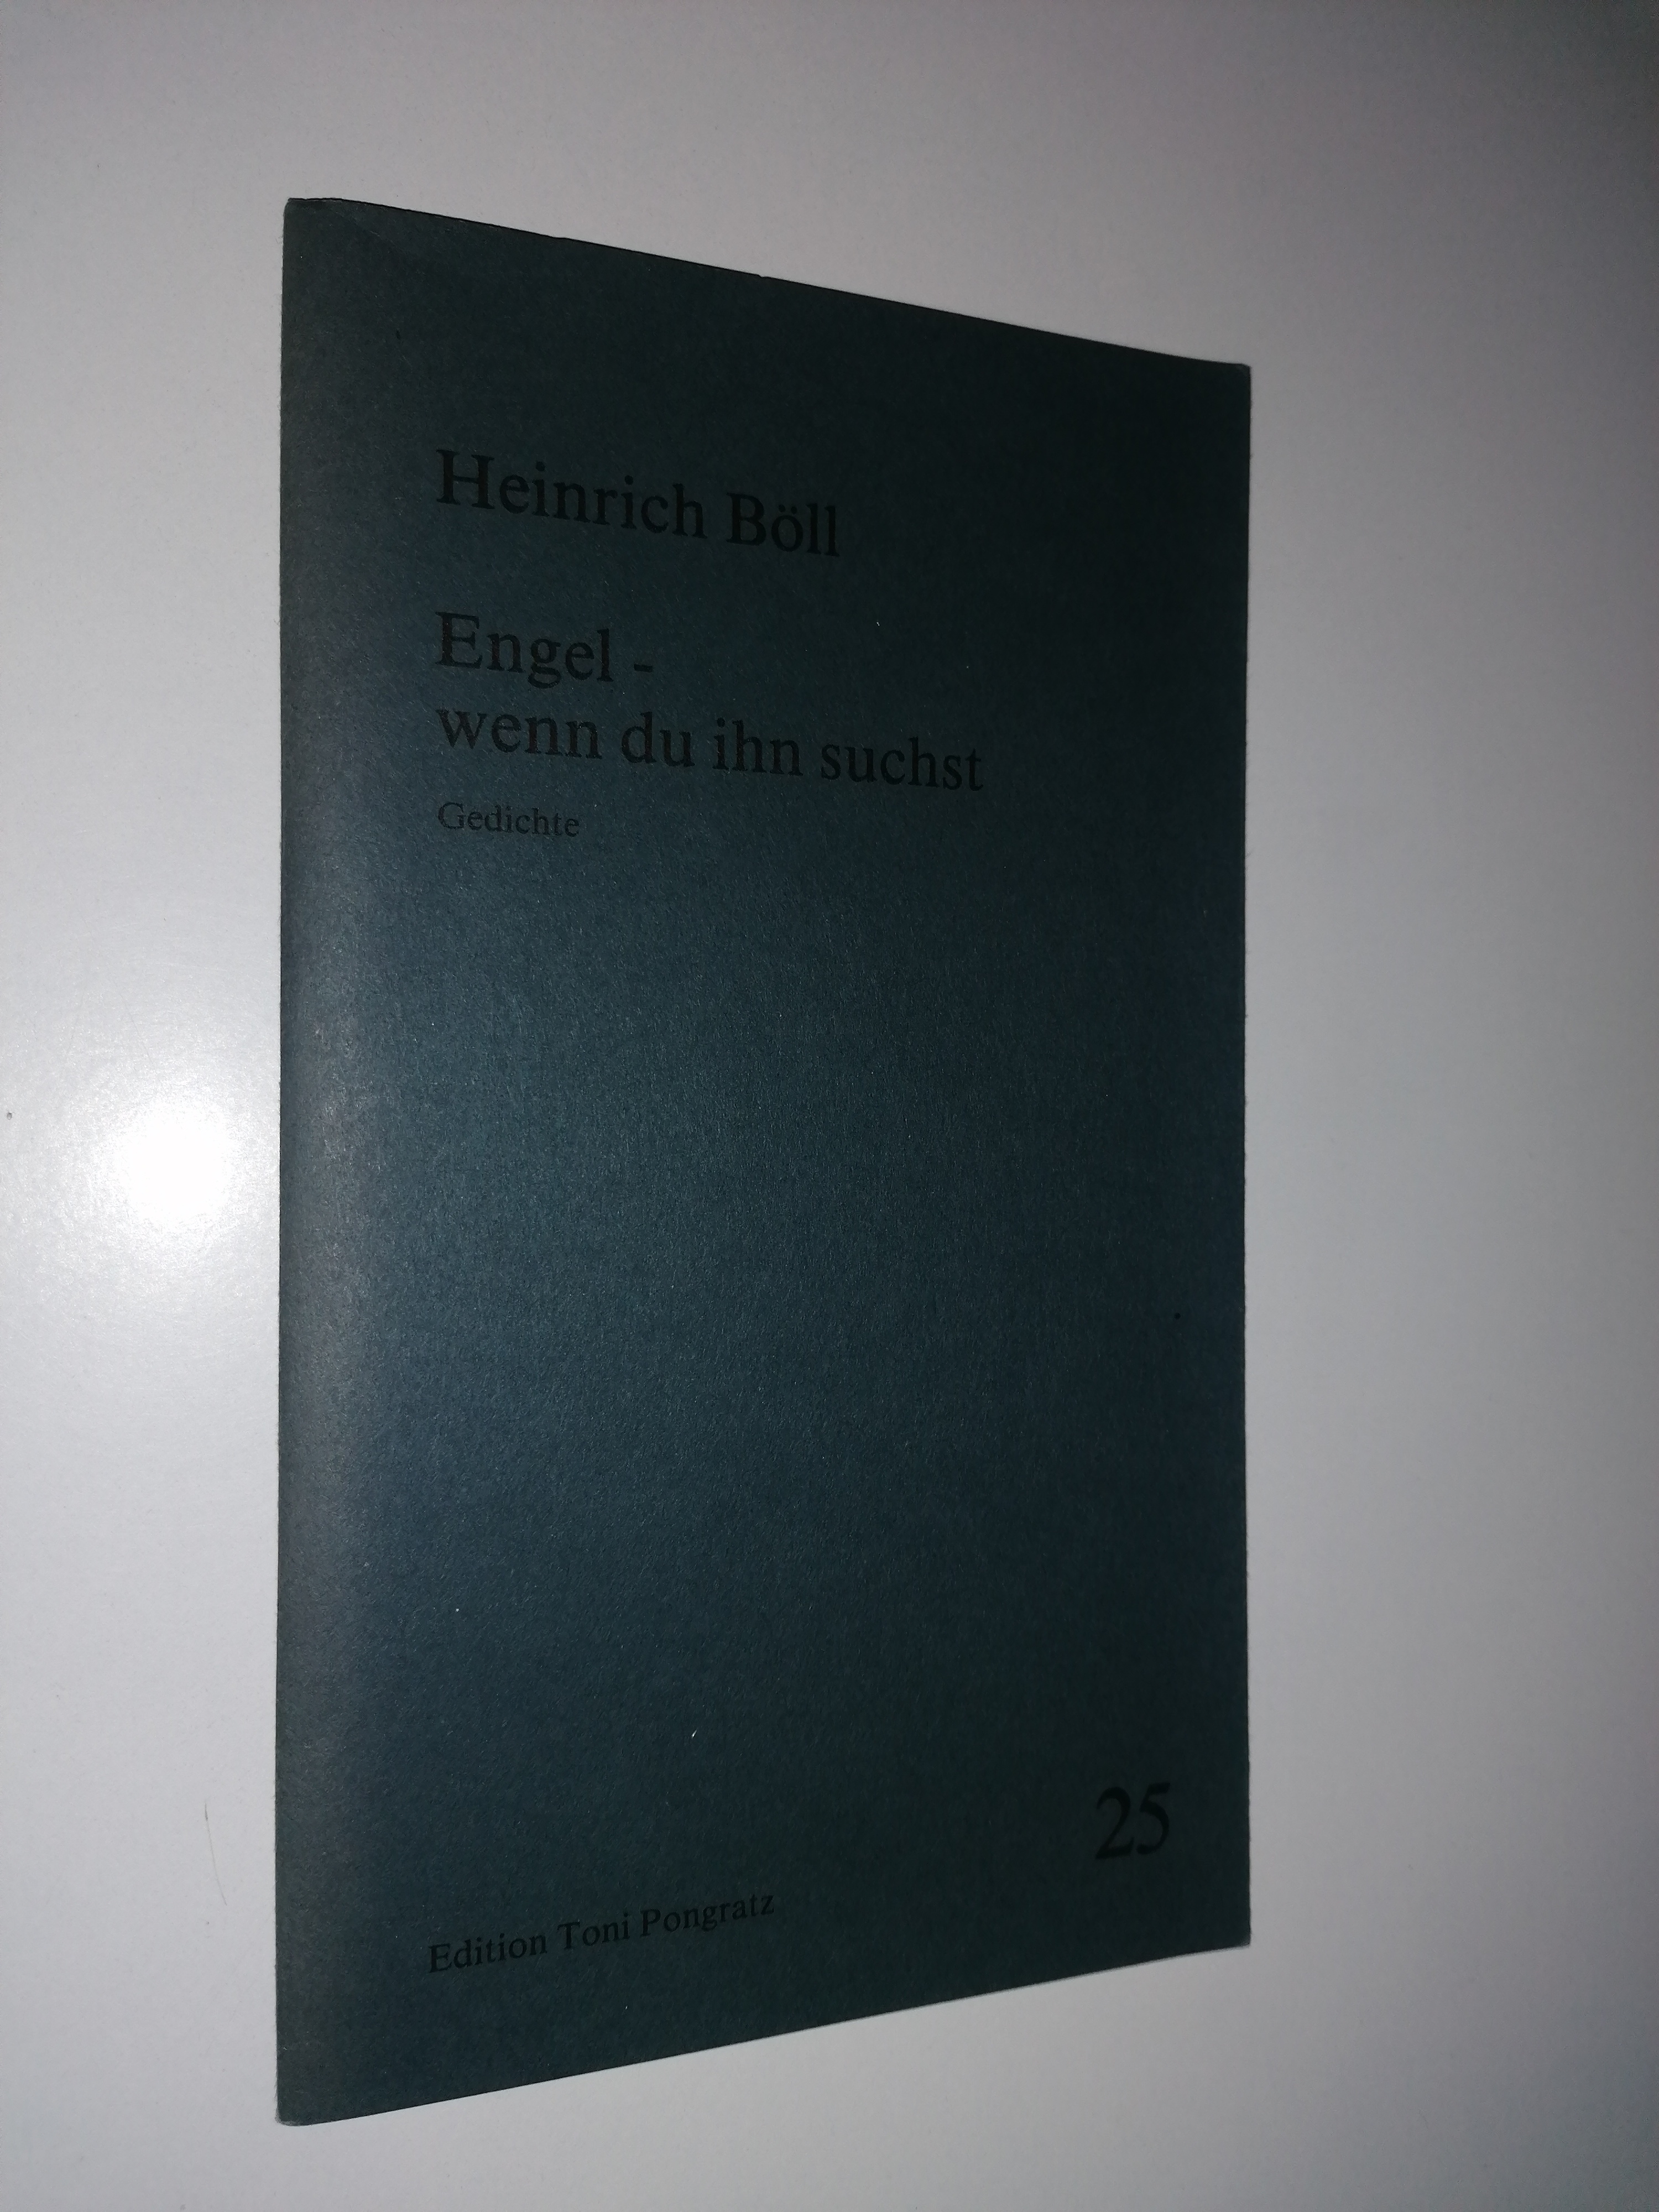 Heinrich Böll
Engel -
wenn du ihn suchst
Gedichte
25
Edition Toni Pongratz